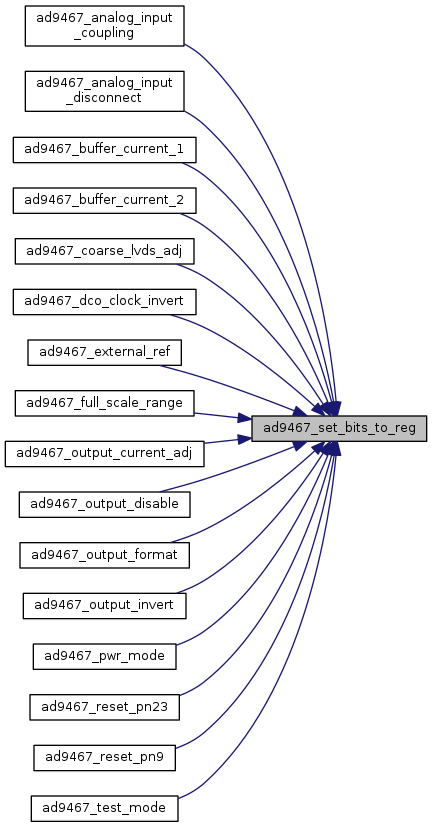 ad9467_analog_input
_coupling
ad9467_analog_input
_disconnect
ad9467_buffer_current_1
ad9467_buffer_current_2
ad9467_coarse_lvds_adj
ad9467_dco_clock_invert
ad9467_external_ref
ad9467_full_scale_range
ad9467_set_bits_to_reg
ad9467_output_current_adj
ad9467_output_disable
ad9467_output_format
ad9467_output_invert
ad9467_pwr_mode
ad9467_reset_pn23
ad9467_reset_pn9
ad9467_test_mode